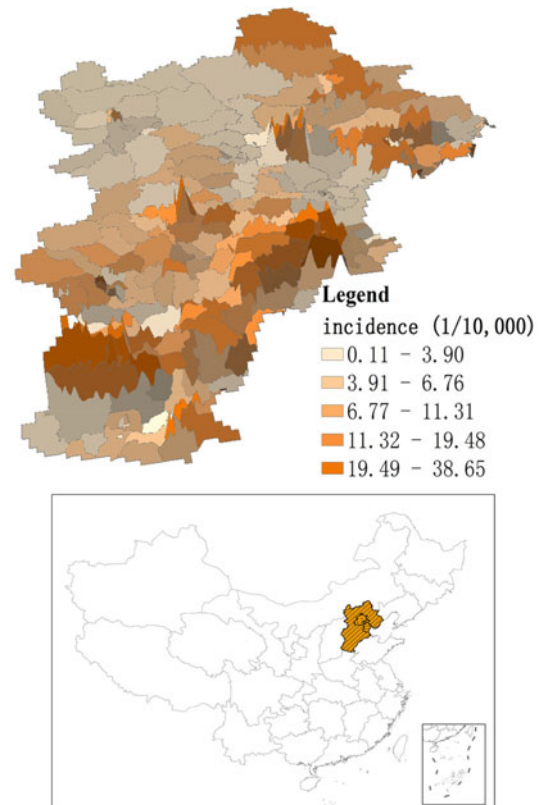 Legend
incidence (1/10,000)
0.11 - 3.90
3.91 - 6.76
6.77 - 11.31
11.32 - 19.48
19.49 - 38.65